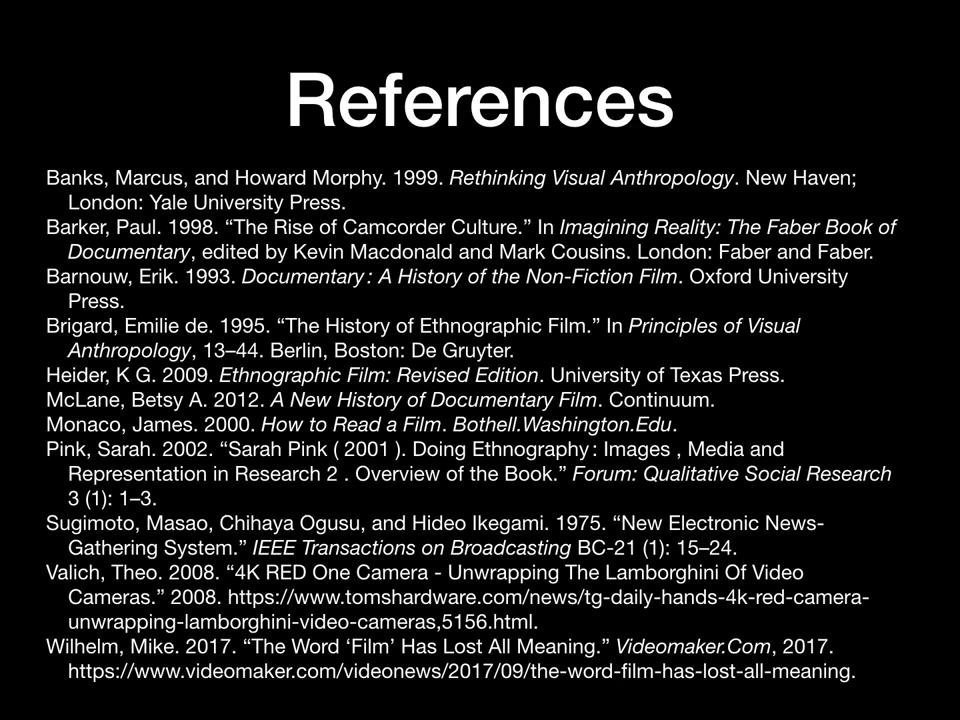 References
Banks, Marcus, and Howard Morphy. 1999. Rethinking Visual Anthropology. New Haven;
London: Yale University Press.
Barker, Paul. 1998. “The Rise of Camcorder Culture.” In Imagining Reality: The Faber Book of
Documentary, edited by Kevin Macdonald and Mark Cousins. London: Faber and Faber.
Barnouw, Erik. 1993. Documentary : A History of the Non-Fiction Film. Oxford University
Press.
Brigard, Emilie de. 1995. “The History of Ethnographic Film.” In Principles of Visual
Anthropology, 13–44. Berlin, Boston: De Gruyter.
Heider, K G. 2009. Ethnographic Film: Revised Edition. University of Texas Press.
McLane, Betsy A. 2012. A New History of Documentary Film. Continuum.
Monaco, James. 2000. How to Read a Film. Bothell.Washington.Edu.
Pink, Sarah. 2002. “Sarah Pink ( 2001 ). Doing Ethnography : Images , Media and
Representation in Research 2 . Overview of the Book.” Forum: Qualitative Social Research
3 (1): 1–3.
Sugimoto, Masao, Chihaya Ogusu, and Hideo Ikegami. 1975. “New Electronic News-
Gathering System.” IEEE Transactions on Broadcasting BC-21 (1): 15–24.
Valich, Theo. 2008. “4K RED One Camera - Unwrapping The Lamborghini Of Video
Cameras.” 2008. https://www.tomshardware.com/news/tg-daily-hands-4k-red-camera-
unwrapping-lamborghini-video-cameras,5156.html.
Wilhelm, Mike. 2017. “The Word ‘Film’ Has Lost All Meaning.” Videomaker.Com, 2017.
https://www.videomaker.com/videonews/2017/09/the-word-film-has-lost-all-meaning.